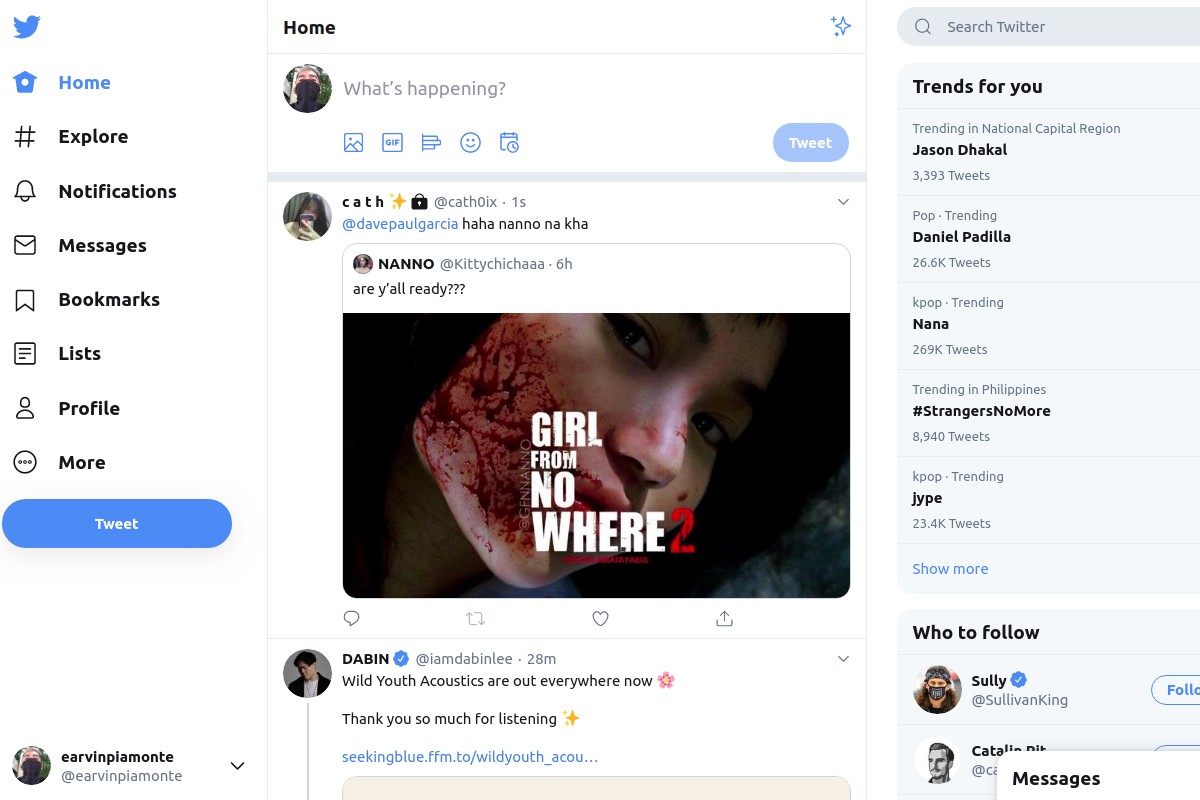 Home
Explore
Notifications
Messages
Bookmarks
Lists
Profile
More
Tweet
earvinpiamonte
@earvinpiamonte
Home
What's happening?
GIF
Tweet
c a t h ✨ @cath0ix · 1s
@davepaulgarcia haha nanno na kha
NANNO @Kittychichaaa · 6h
are y'all ready???
GIRL
FROM
NO
WHERE 2
@GFNNANNO
DABIN @iamdabinlee · 28m
Wild Youth Acoustics are out everywhere now 🌸
Thank you so much for listening ✨
seekingblue.ffm.to/wildyouth_acou…
Search Twitter
Trends for you
Trending in National Capital Region
Jason Dhakal
3,393 Tweets
Pop · Trending
Daniel Padilla
26.6K Tweets
kpop · Trending
Nana
269K Tweets
Trending in Philippines
#StrangersNoMore
8,940 Tweets
kpop · Trending
jype
23.4K Tweets
Show more
Who to follow
Sully
@SullivanKing
Follo
Catalin Pit
@ca
Messages